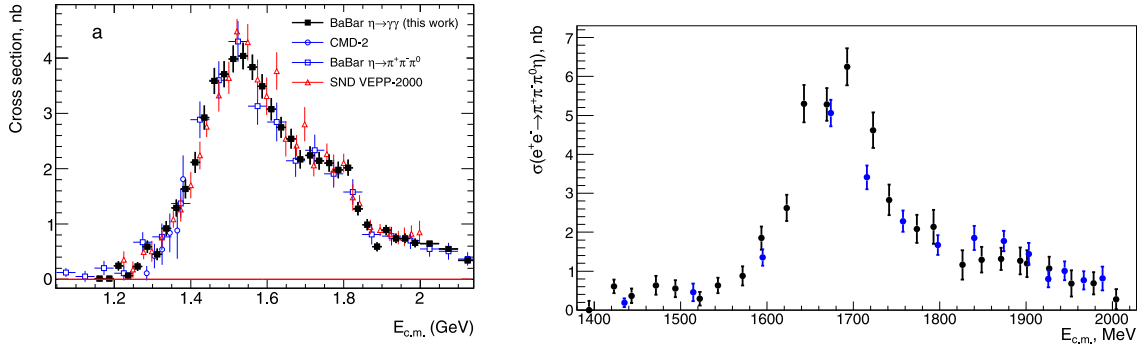 Cross section, nb
a
BaBar η→γγ (this work)
CMD-2
BaBar η→π⁺π⁻π⁰
SND VEPP-2000
4
2
0
1.2 1.4 1.6 1.8 2
E_c.m. (GeV)
σ(e⁺e⁻→π⁺π⁻π⁰η), nb
7
6
5
4
3
2
1
0
1400 1500 1600 1700 1800 1900 2000
E_c.m., MeV